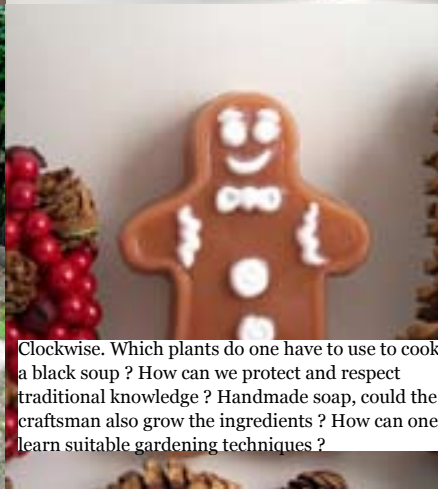 Clockwise. Which plants do one have to use to cook
a black soup ? How can we protect and respect
traditional knowledge ? Handmade soap, could the
craftsman also grow the ingredients ? How can one
learn suitable gardening techniques ?